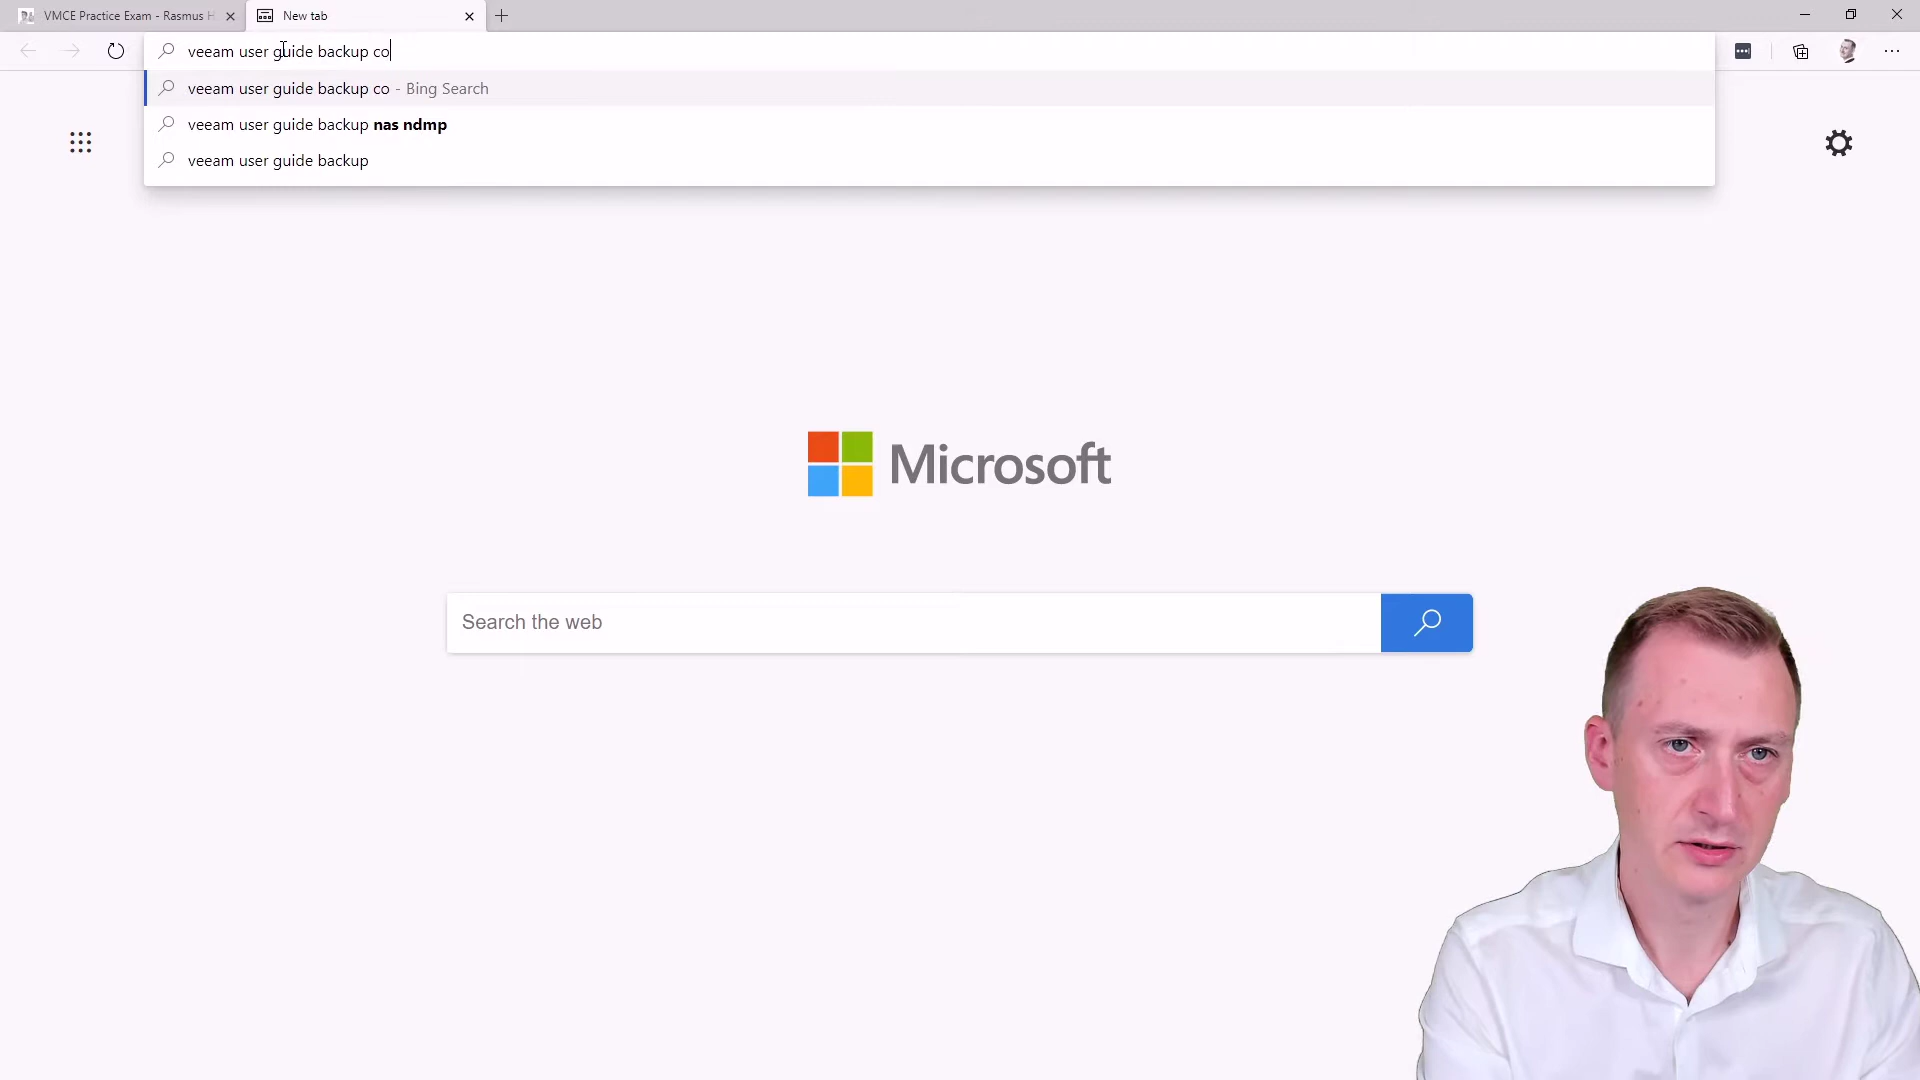 VMCE Practice Exam - Rasmus H
New tab
veeam user guide backup co
veeam user guide backup co - Bing Search
veeam user guide backup nas ndmp
veeam user guide backup
Microsoft
Search the web